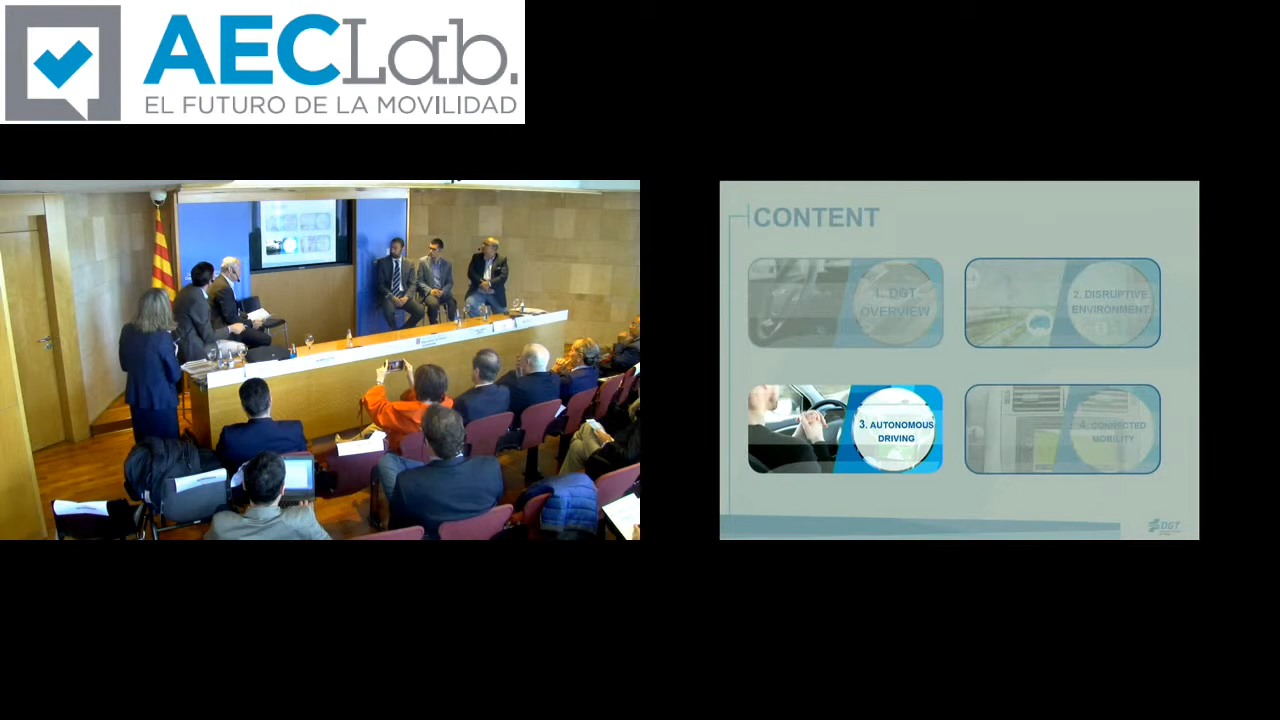 AECLab.
EL FUTURO DE LA MOVILIDAD
CONTENT
1. DGT
OVERVIEW
2. DISRUPTIVE
ENVIRONMENT
3. AUTONOMOUS
DRIVING
4. CONNECTED
MOBILITY
DGT